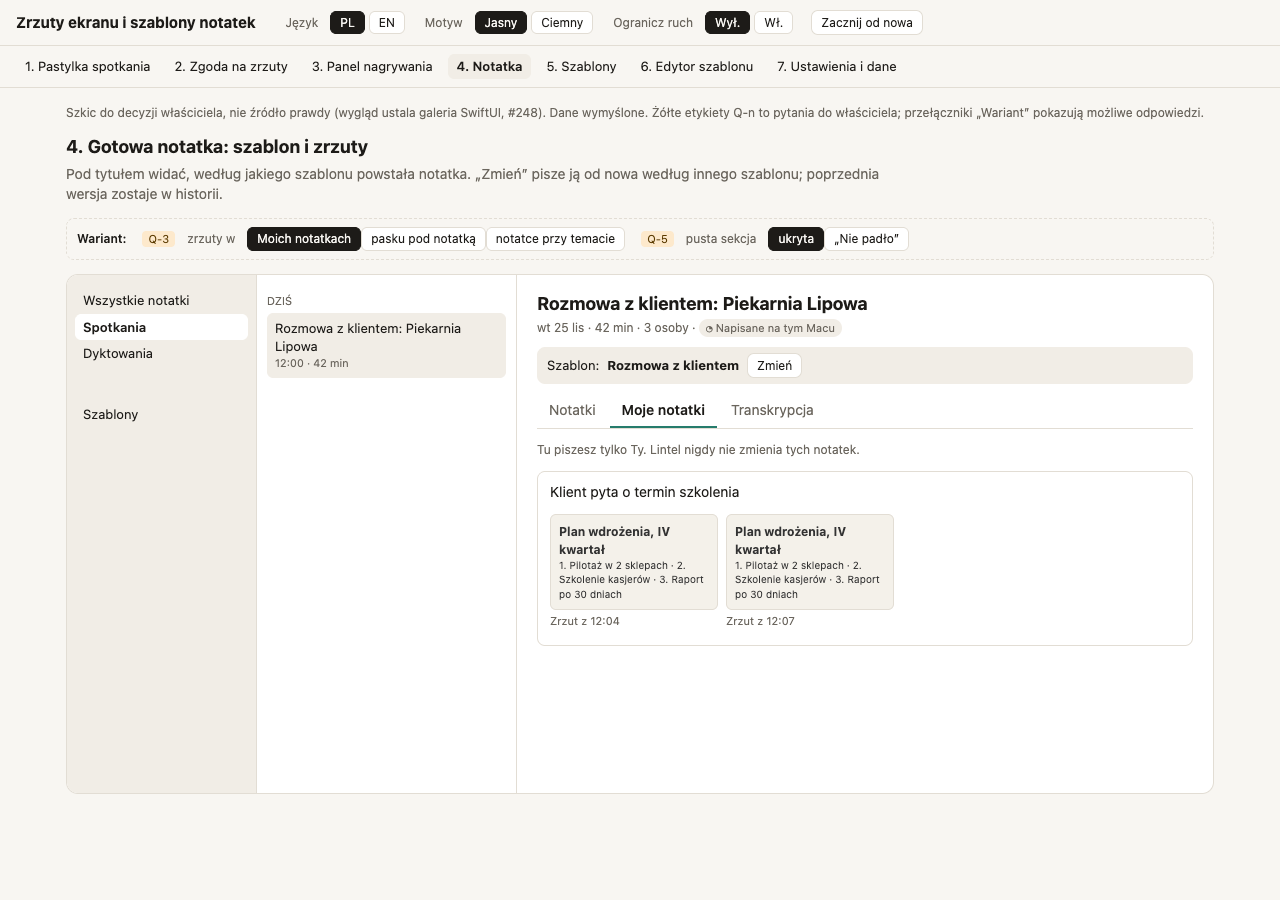 Zrzuty ekranu i szablony notatek
Język PL EN Motyw Jasny Ciemny Ogranicz ruch Wył. Wł. Zacznij od nowa
1. Pastylka spotkania 2. Zgoda na zrzuty 3. Panel nagrywania 4. Notatka 5. Szablony 6. Edytor szablonu 7. Ustawienia i dane
Szkic do decyzji właściciela, nie źródło prawdy (wygląd ustala galeria SwiftUI, #248). Dane wymyślone. Żółte etykiety Q-n to pytania do właściciela; przełączniki „Wariant” pokazują możliwe odpowiedzi.
4. Gotowa notatka: szablon i zrzuty
Pod tytułem widać, według jakiego szablonu powstała notatka. „Zmień” pisze ją od nowa według innego szablonu; poprzednia
wersja zostaje w historii.
Wariant: Q-3 zrzuty w Moich notatkach pasku pod notatką notatce przy temacie Q-5 pusta sekcja ukryta „Nie padło”
Wszystkie notatki
Spotkania
Dyktowania
Szablony
DZIŚ
Rozmowa z klientem: Piekarnia
Lipowa
12:00 · 42 min
Rozmowa z klientem: Piekarnia Lipowa
wt 25 lis · 42 min · 3 osoby · Napisane na tym Macu
Szablon: Rozmowa z klientem Zmień
Notatki Moje notatki Transkrypcja
Tu piszesz tylko Ty. Lintel nigdy nie zmienia tych notatek.
Klient pyta o termin szkolenia
Plan wdrożenia, IV
kwartał
1. Pilotaż w 2 sklepach · 2.
Szkolenie kasjerów · 3. Raport
po 30 dniach
Zrzut z 12:04
Plan wdrożenia, IV
kwartał
1. Pilotaż w 2 sklepach · 2.
Szkolenie kasjerów · 3. Raport
po 30 dniach
Zrzut z 12:07